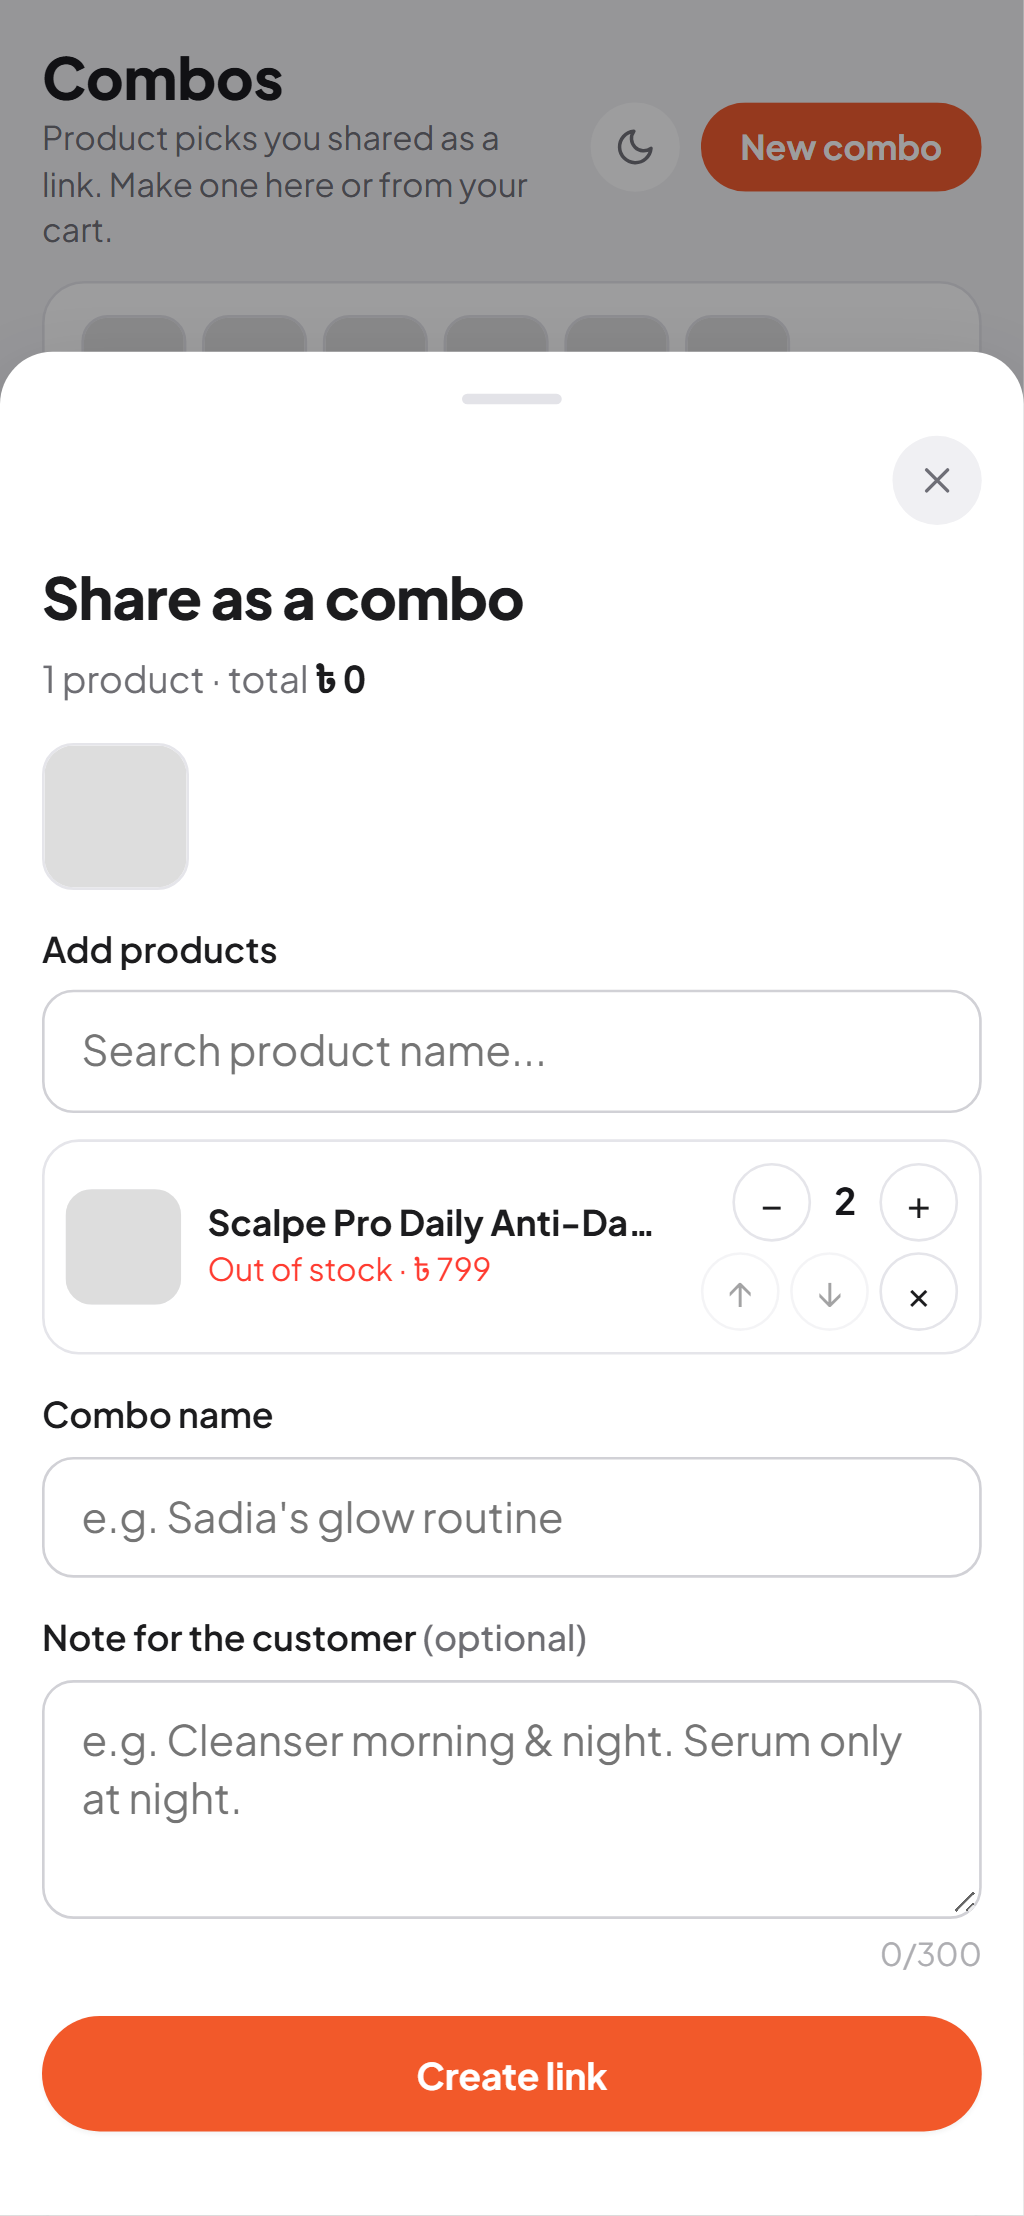 Combos
Product picks you shared as a
link. Make one here or from your
cart.
New combo
Share as a combo
1 product · total ৳ 0
Add products
Search product name...
Scalpe Pro Daily Anti-Da...
Out of stock · ৳ 799
− 2 +
↑ ↓ ×
Combo name
e.g. Sadia's glow routine
Note for the customer (optional)
e.g. Cleanser morning & night. Serum only
at night.
0/300
Create link